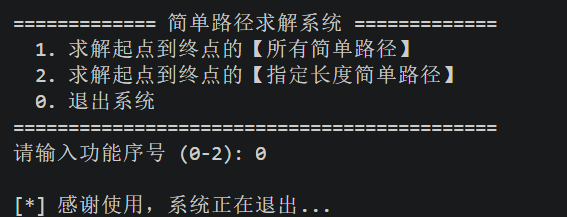 ============= 简单路径求解系统 =============
1. 求解起点到终点的【所有简单路径】
2. 求解起点到终点的【指定长度简单路径】
0. 退出系统
============================================
请输入功能序号 (0-2): 0
[*] 感谢使用，系统正在退出...